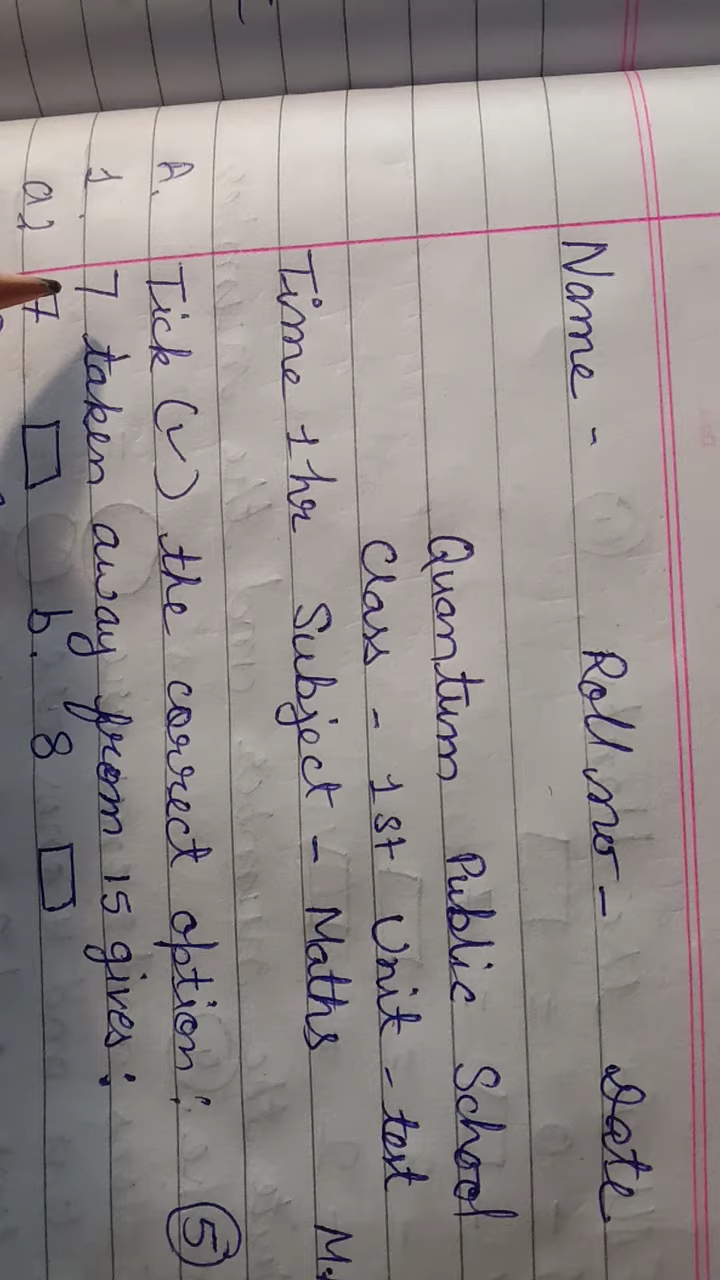 Name - Roll no - Date
Quantum Public School
Class - 1st Unit - test
Time 1 hr Subject - Maths
A. Tick (✓) the correct option: 5
1. 7 taken away from 15 gives:
a) 7 □ b. 8 □